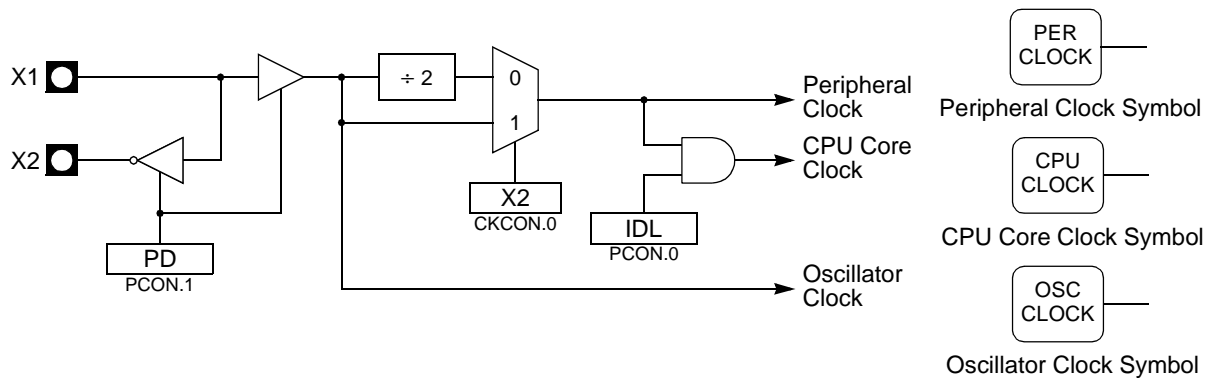 X1
X2
PD
PCON.1
÷ 2
0
1
X2
CKCON.0
IDL
PCON.0
Peripheral
Clock
CPU Core
Clock
Oscillator
Clock
PER
CLOCK
Peripheral Clock Symbol
CPU
CLOCK
CPU Core Clock Symbol
OSC
CLOCK
Oscillator Clock Symbol